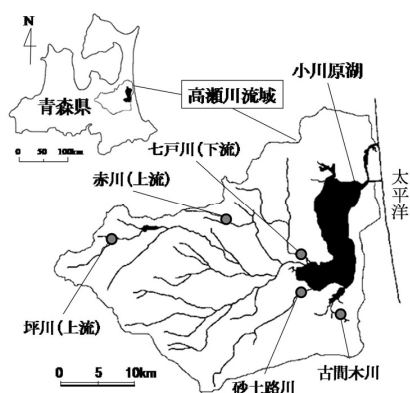 N
青森県
0 50 100km
高瀬川流域
小川原湖
七戸川(下流)
赤川(上流)
太平洋
坪川(上流)
古間木川
砂土路川
0 5 10km